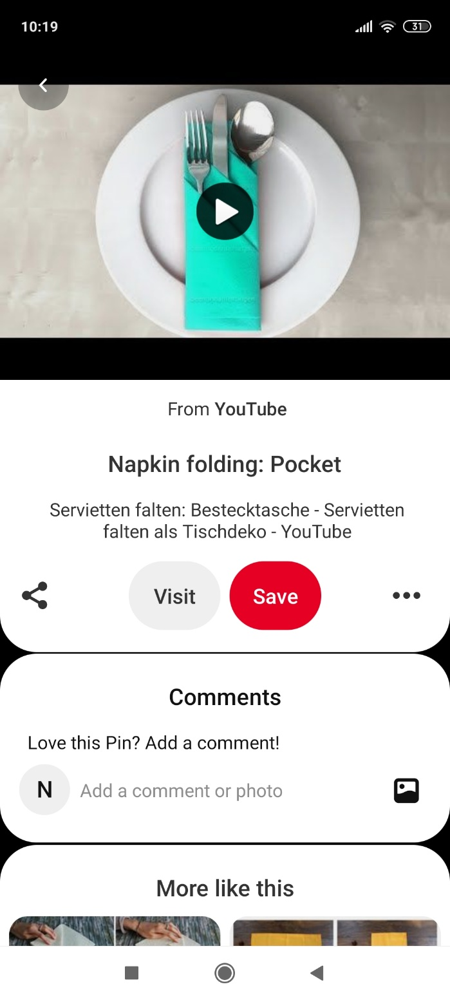 10:19
31
From YouTube
Napkin folding: Pocket
Servietten falten: Bestecktasche - Servietten
falten als Tischdeko - YouTube
Visit
Save
Comments
Love this Pin? Add a comment!
N
Add a comment or photo
More like this